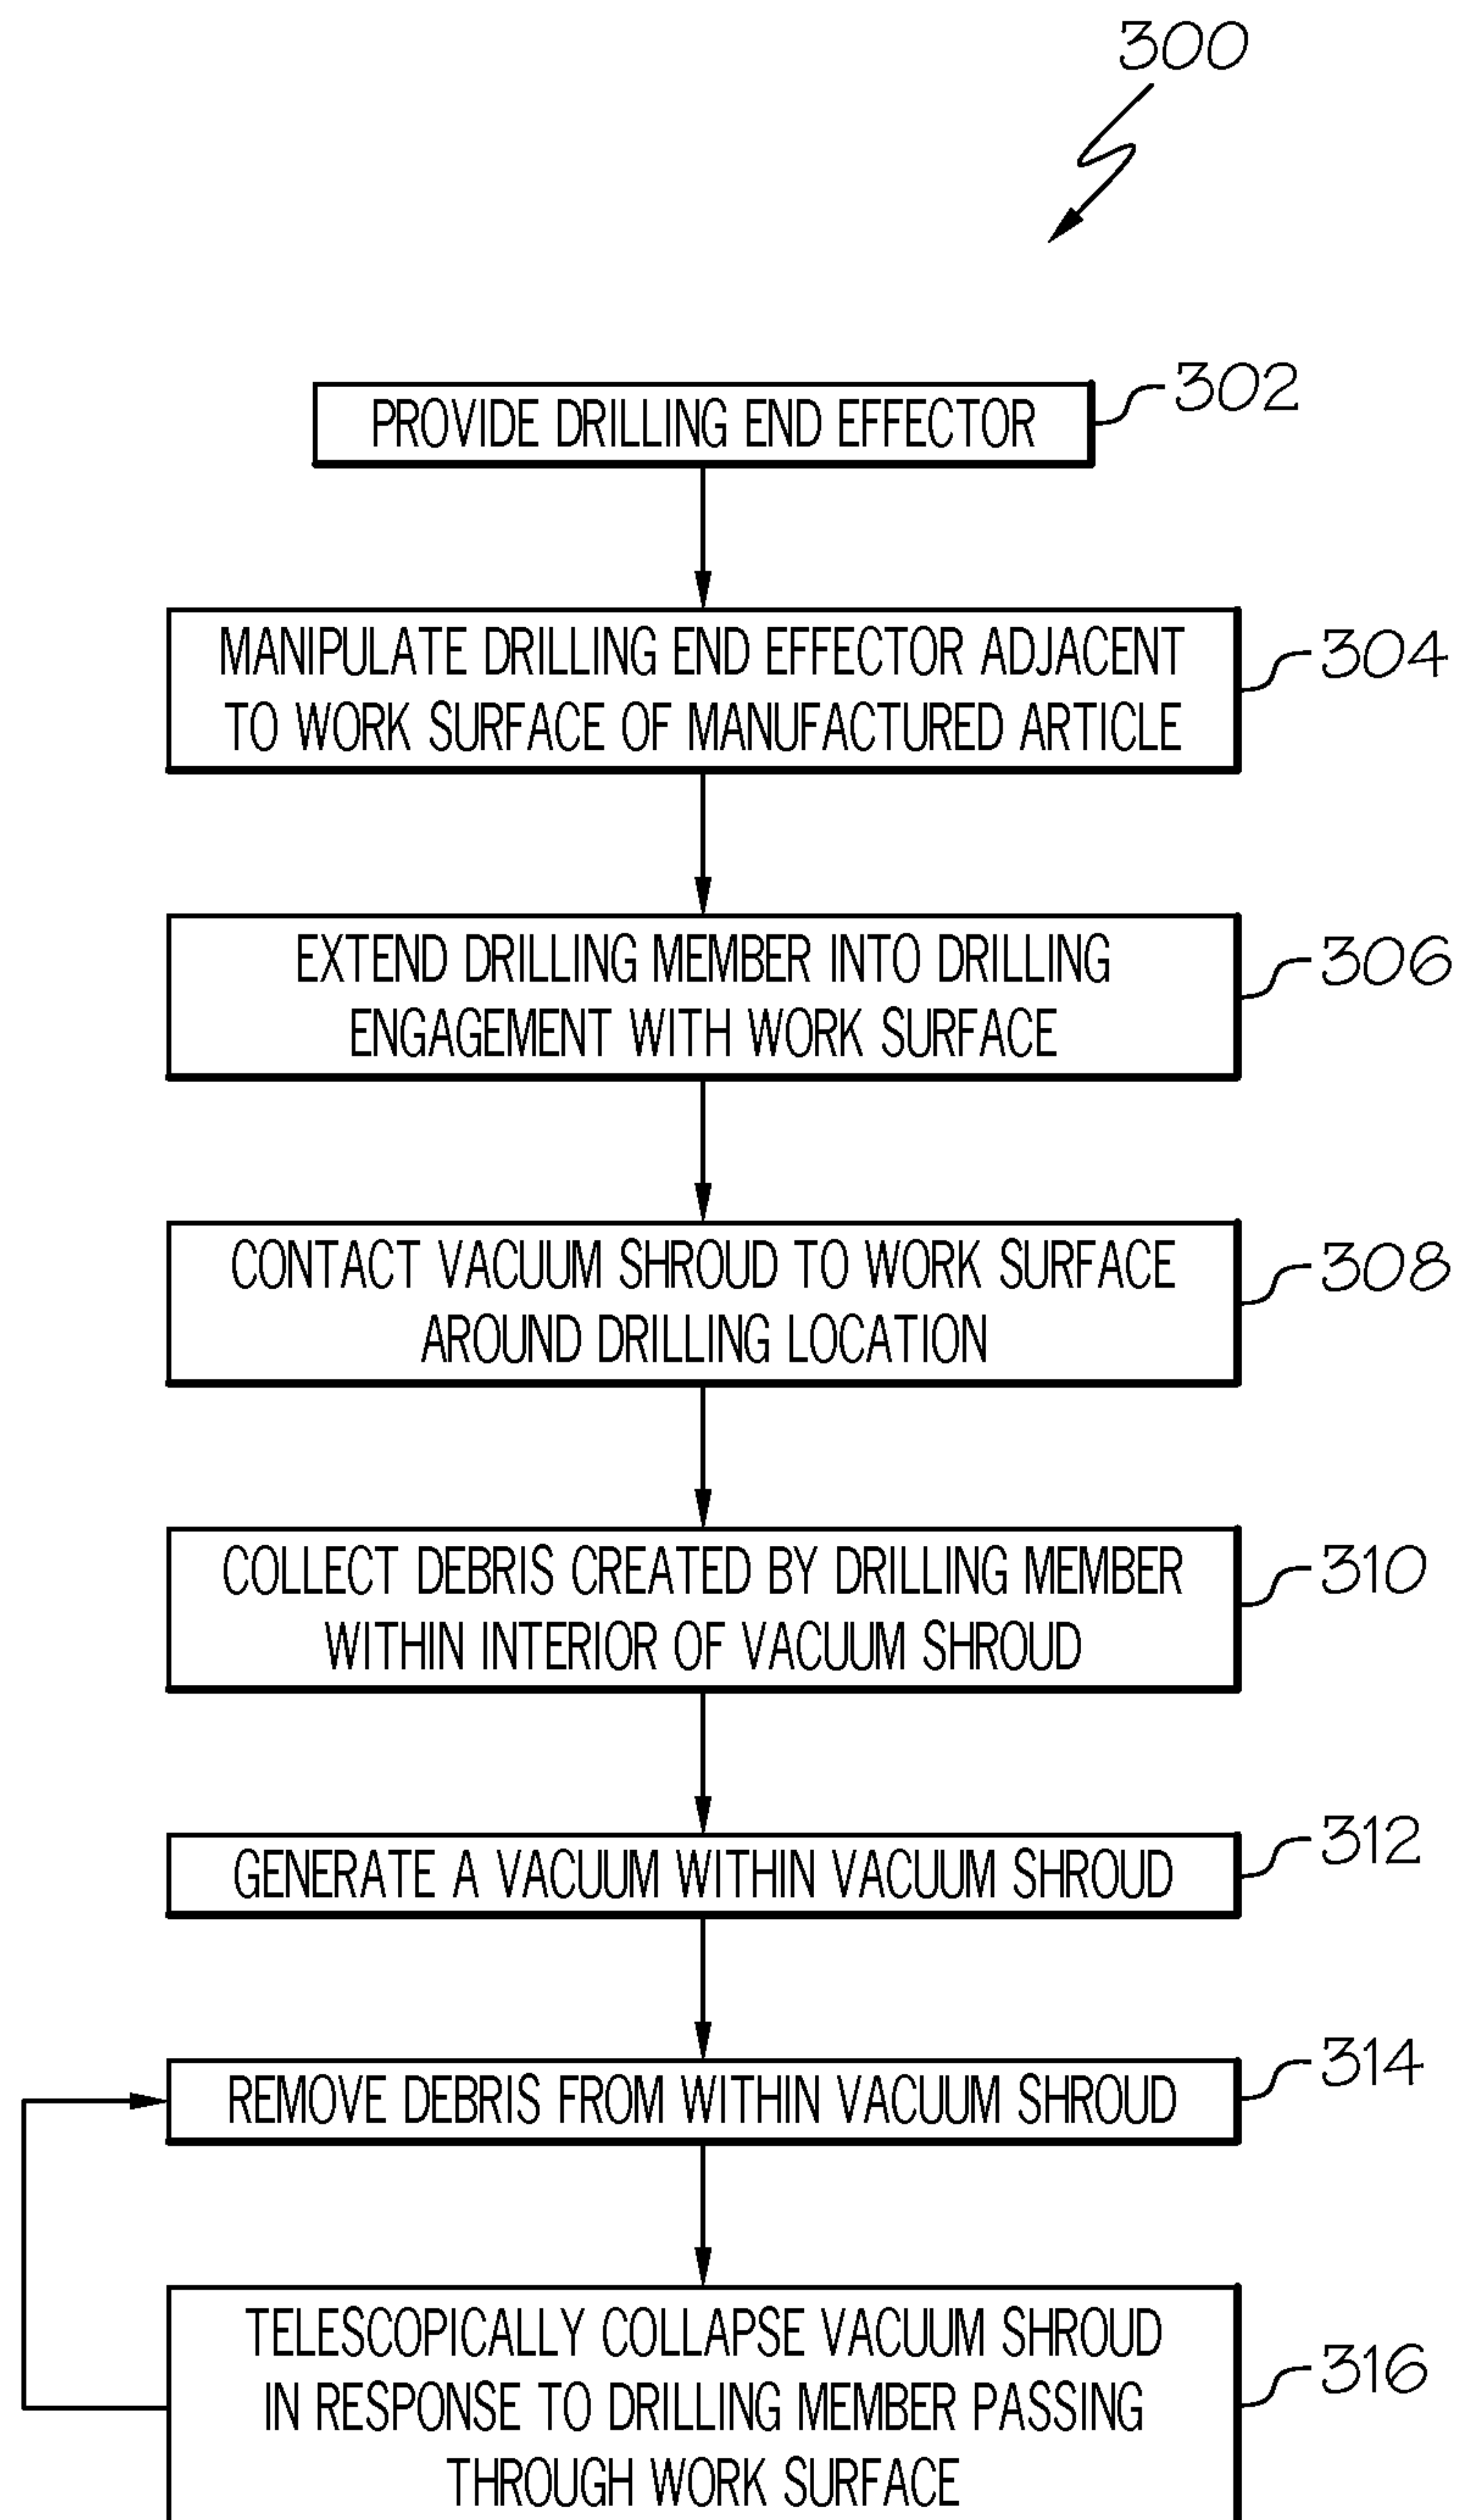 300
PROVIDE DRILLING END EFFECTOR
302
MANIPULATE DRILLING END EFFECTOR ADJACENT
TO WORK SURFACE OF MANUFACTURED ARTICLE
304
EXTEND DRILLING MEMBER INTO DRILLING
ENGAGEMENT WITH WORK SURFACE
306
CONTACT VACUUM SHROUD TO WORK SURFACE
AROUND DRILLING LOCATION
308
COLLECT DEBRIS CREATED BY DRILLING MEMBER
WITHIN INTERIOR OF VACUUM SHROUD
310
GENERATE A VACUUM WITHIN VACUUM SHROUD
312
REMOVE DEBRIS FROM WITHIN VACUUM SHROUD
314
TELESCOPICALLY COLLAPSE VACUUM SHROUD
IN RESPONSE TO DRILLING MEMBER PASSING
THROUGH WORK SURFACE
316